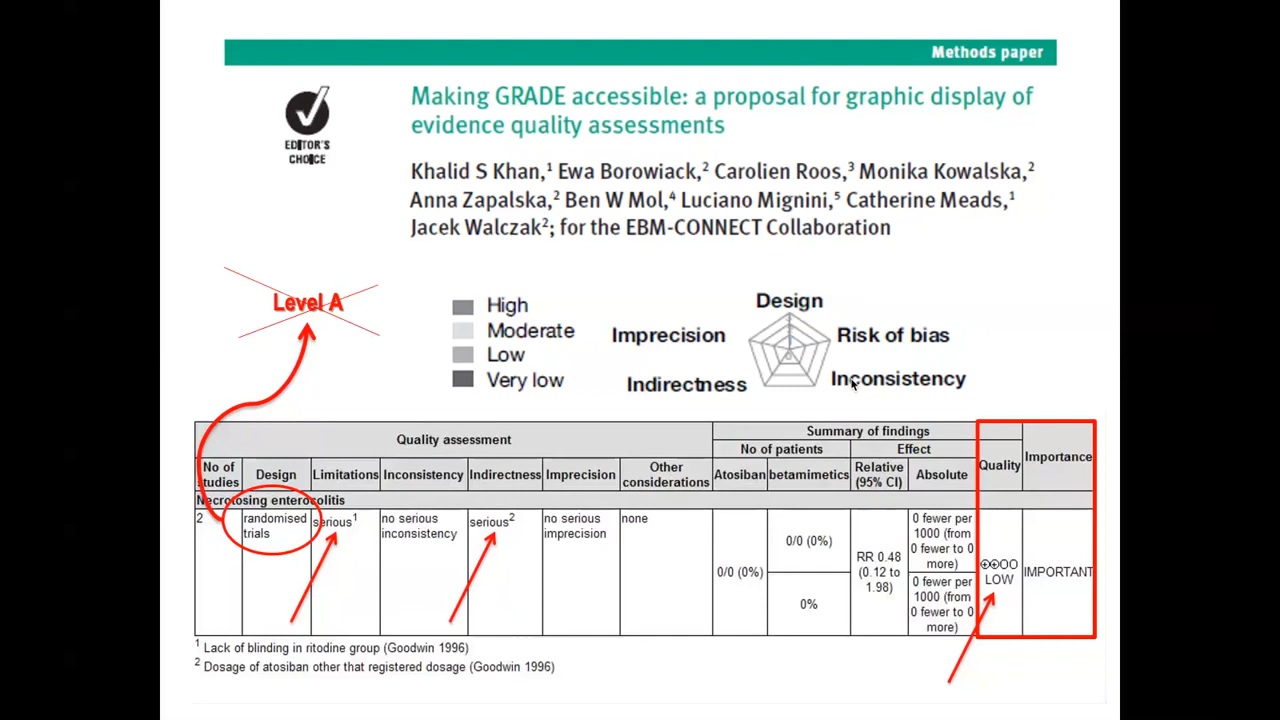 Methods paper
EDITOR'S
CHOICE
Making GRADE accessible: a proposal for graphic display of
evidence quality assessments
Khalid S Khan,¹ Ewa Borowiack,² Carolien Roos,³ Monika Kowalska,²
Anna Zapalska,² Ben W Mol,⁴ Luciano Mignini,⁵ Catherine Meads,¹
Jacek Walczak²; for the EBM-CONNECT Collaboration
Level A
High
Moderate
Low
Very low
Design
Imprecision
Risk of bias
Indirectness
Inconsistency
0
Quality assessment
Summary of findings
Quality
Importance
No of patients
Effect
No of
studies
Design
Limitations
Inconsistency
Indirectness
Imprecision
Other
considerations
Atosiban
betamimetics
Relative
(95% CI)
Absolute
Necrotosing enterocolitis
2
randomised
trials
serious¹
no serious
inconsistency
serious²
no serious
imprecision
none
0/0 (0%)
0/0 (0%)
0%
RR 0.48
(0.12 to
1.98)
0 fewer per
1000 (from
0 fewer to 0
more)
0 fewer per
1000 (from
0 fewer to 0
more)
⊕⊕OO
LOW
IMPORTANT
¹ Lack of blinding in ritodine group (Goodwin 1996)
² Dosage of atosiban other that registered dosage (Goodwin 1996)